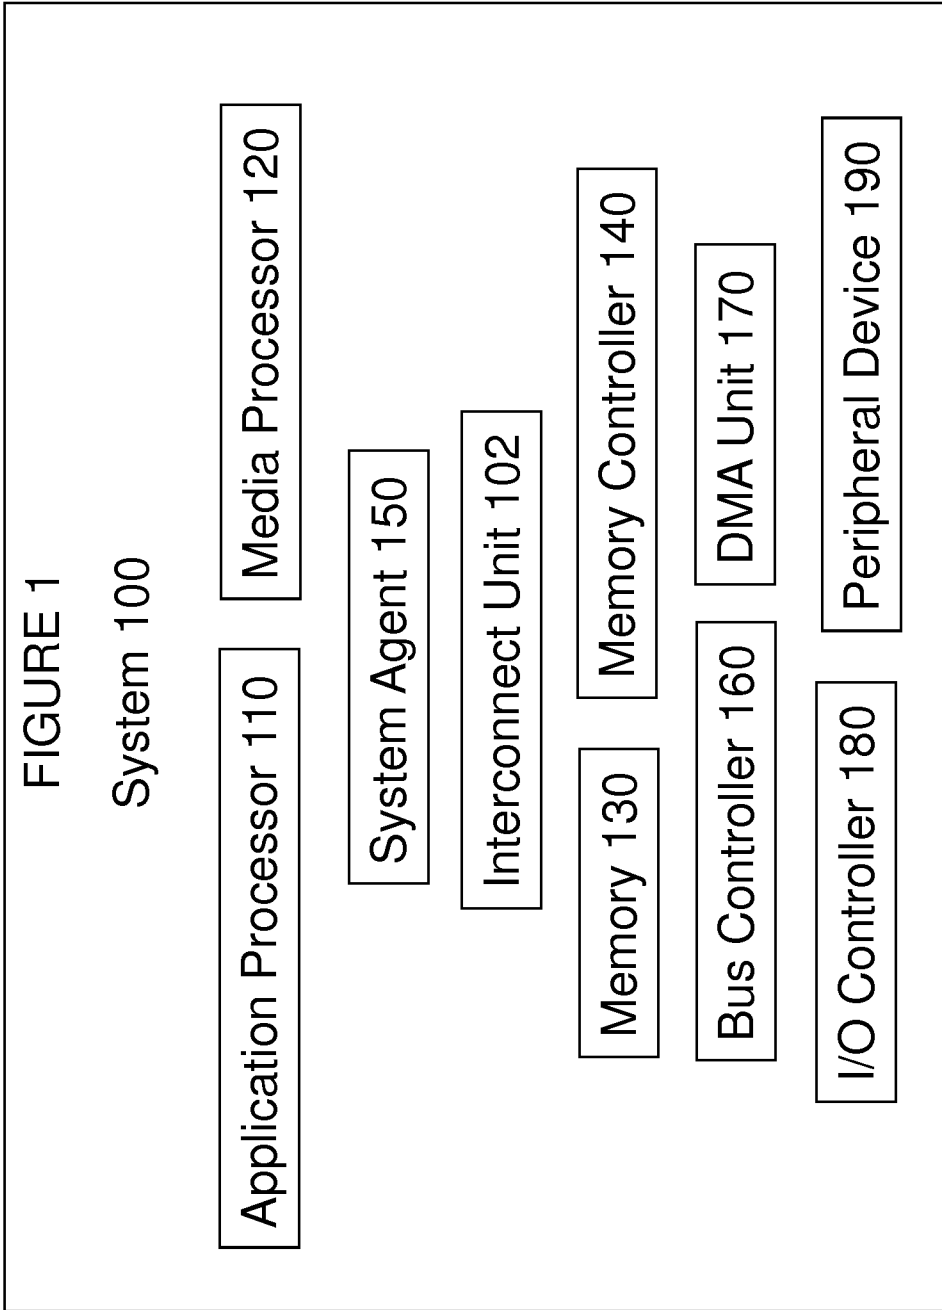 FIGURE 1
System 100
Application Processor 110
Media Processor 120
System Agent 150
Interconnect Unit 102
Memory 130
Memory Controller 140
Bus Controller 160
DMA Unit 170
I/O Controller 180
Peripheral Device 190